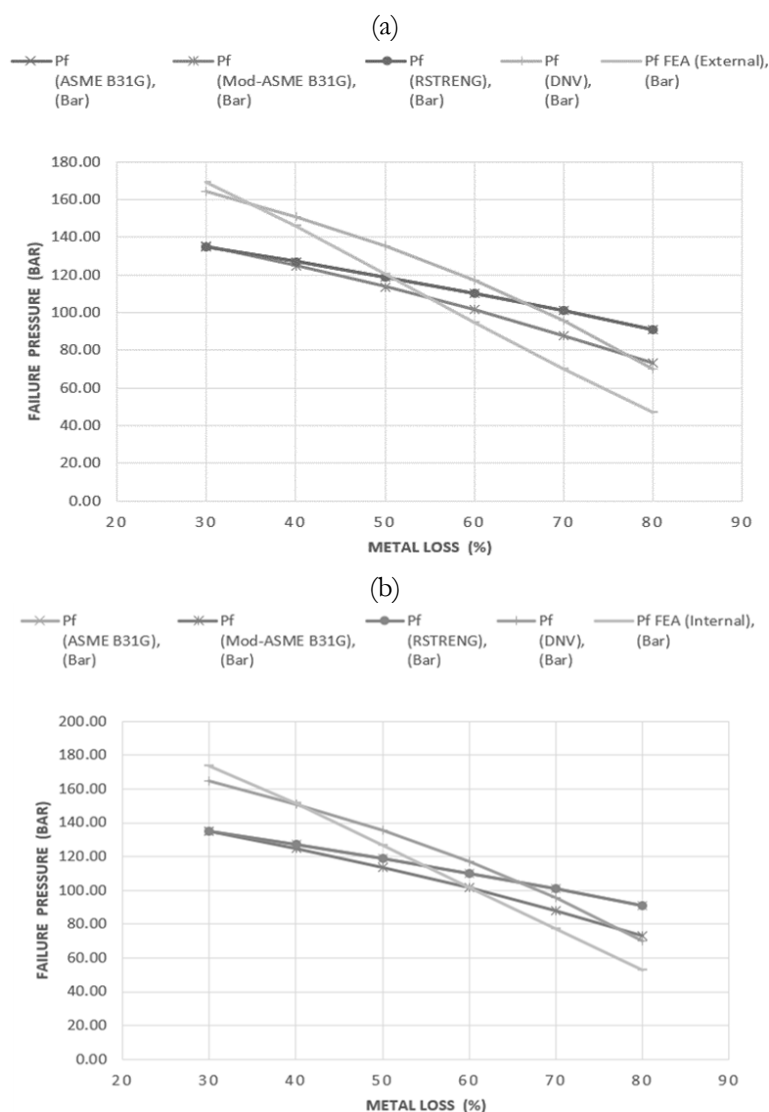 (a)
Pf Pf Pf Pf Pf FEA (External),
(ASME B31G), (Mod-ASME B31G), (RSTRENG), (DNV), (Bar)
(Bar) (Bar) (Bar) (Bar)
180.00
160.00
140.00
120.00
100.00
80.00
60.00
40.00
20.00
0.00
FAILURE PRESSURE (BAR)
20 30 40 50 60 70 80 90
METAL LOSS (%)
(b)
Pf Pf Pf Pf Pf FEA (Internal),
(ASME B31G), (Mod-ASME B31G), (RSTRENG), (DNV), (Bar)
(Bar) (Bar) (Bar) (Bar)
200.00
180.00
160.00
140.00
120.00
100.00
80.00
60.00
40.00
20.00
0.00
FAILURE PRESSURE (BAR)
20 30 40 50 60 70 80 90
METAL LOSS (%)